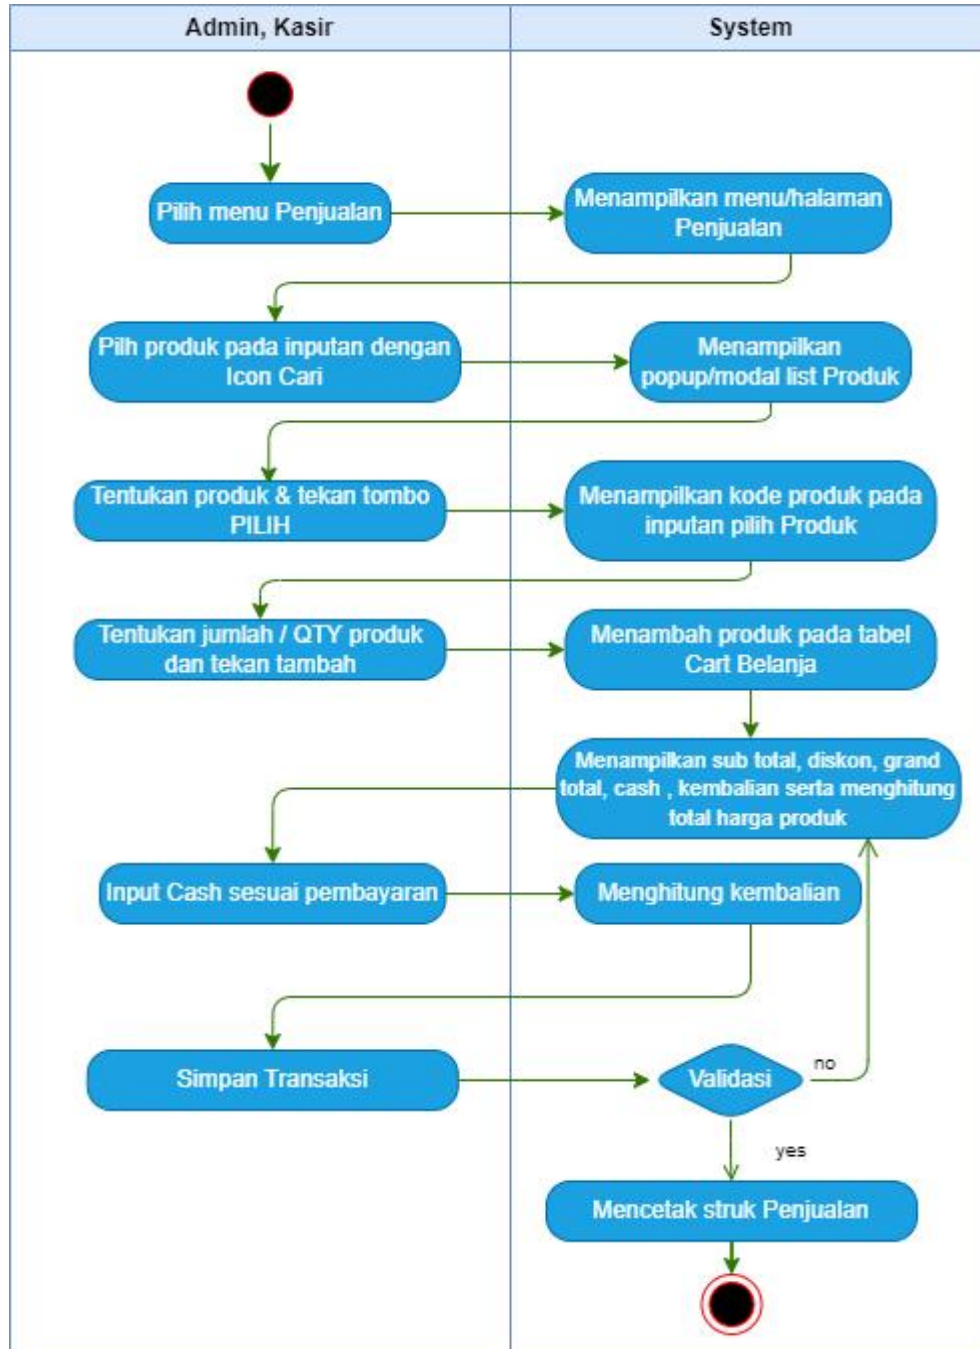 Admin, Kasir
System
Pilih menu Penjualan
Menampilkan menu/halaman
Penjualan
Pilh produk pada inputan dengan
Icon Cari
Menampilkan
popup/modal list Produk
Tentukan produk & tekan tombo
PILIH
Menampilkan kode produk pada
inputan pilih Produk
Tentukan jumlah / QTY produk
dan tekan tambah
Menambah produk pada tabel
Cart Belanja
Menampilkan sub total, diskon, grand
total, cash , kembalian serta menghitung
total harga produk
Input Cash sesuai pembayaran
Menghitung kembalian
Simpan Transaksi
Validasi
no
yes
Mencetak struk Penjualan